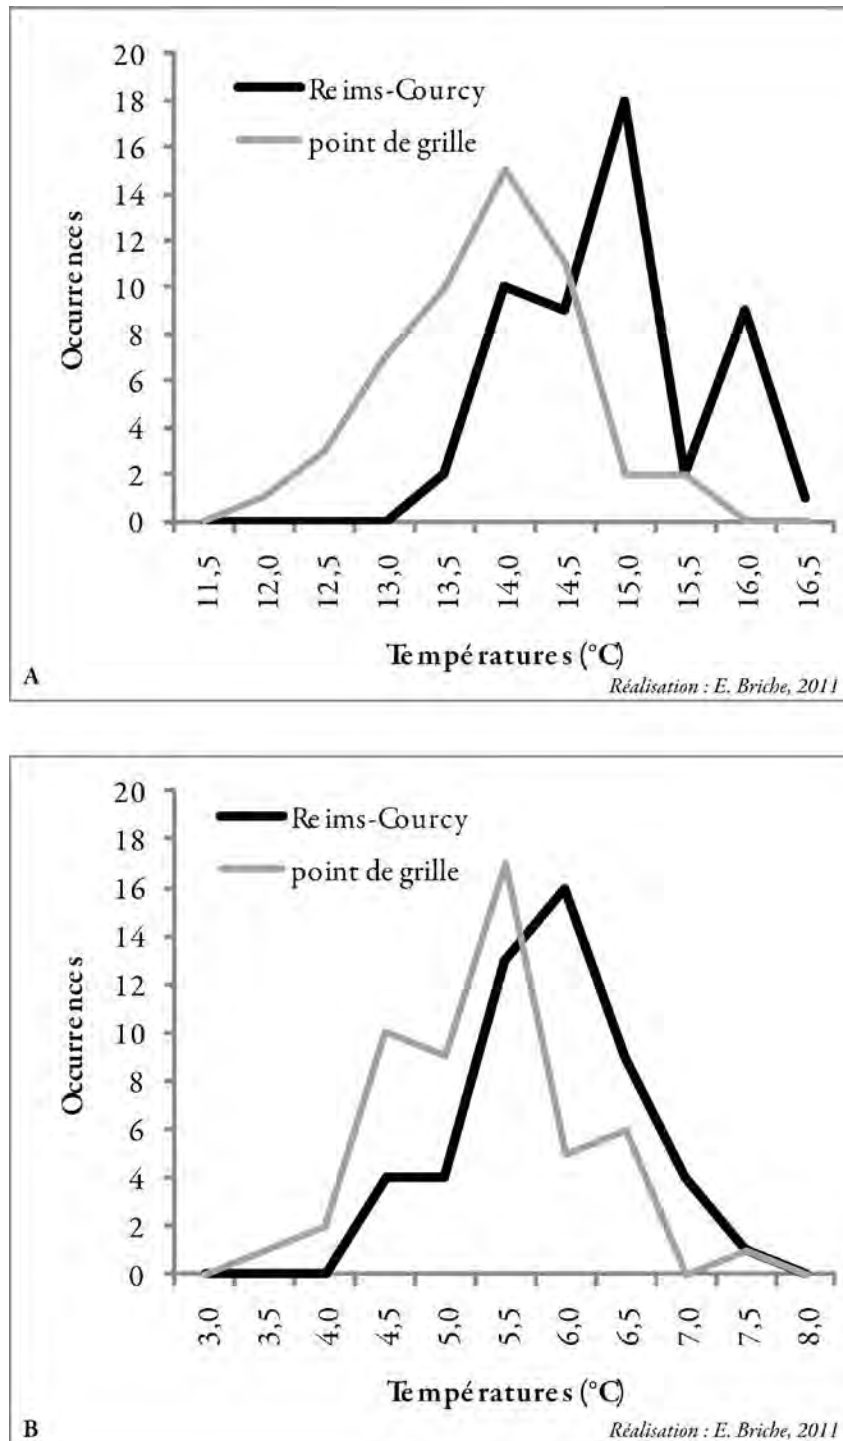 20
18
16
14
12
10
8
6
4
2
0
Occurrences
Reims-Courcy
point de grille
11,5 12,0 12,5 13,0 13,5 14,0 14,5 15,0 15,5 16,0 16,5
Températures (°C)
A
Réalisation : E. Briche, 2011
20
18
16
14
12
10
8
6
4
2
0
Occurrences
Reims-Courcy
point de grille
3,0 3,5 4,0 4,5 5,0 5,5 6,0 6,5 7,0 7,5 8,0
Températures (°C)
B
Réalisation : E. Briche, 2011